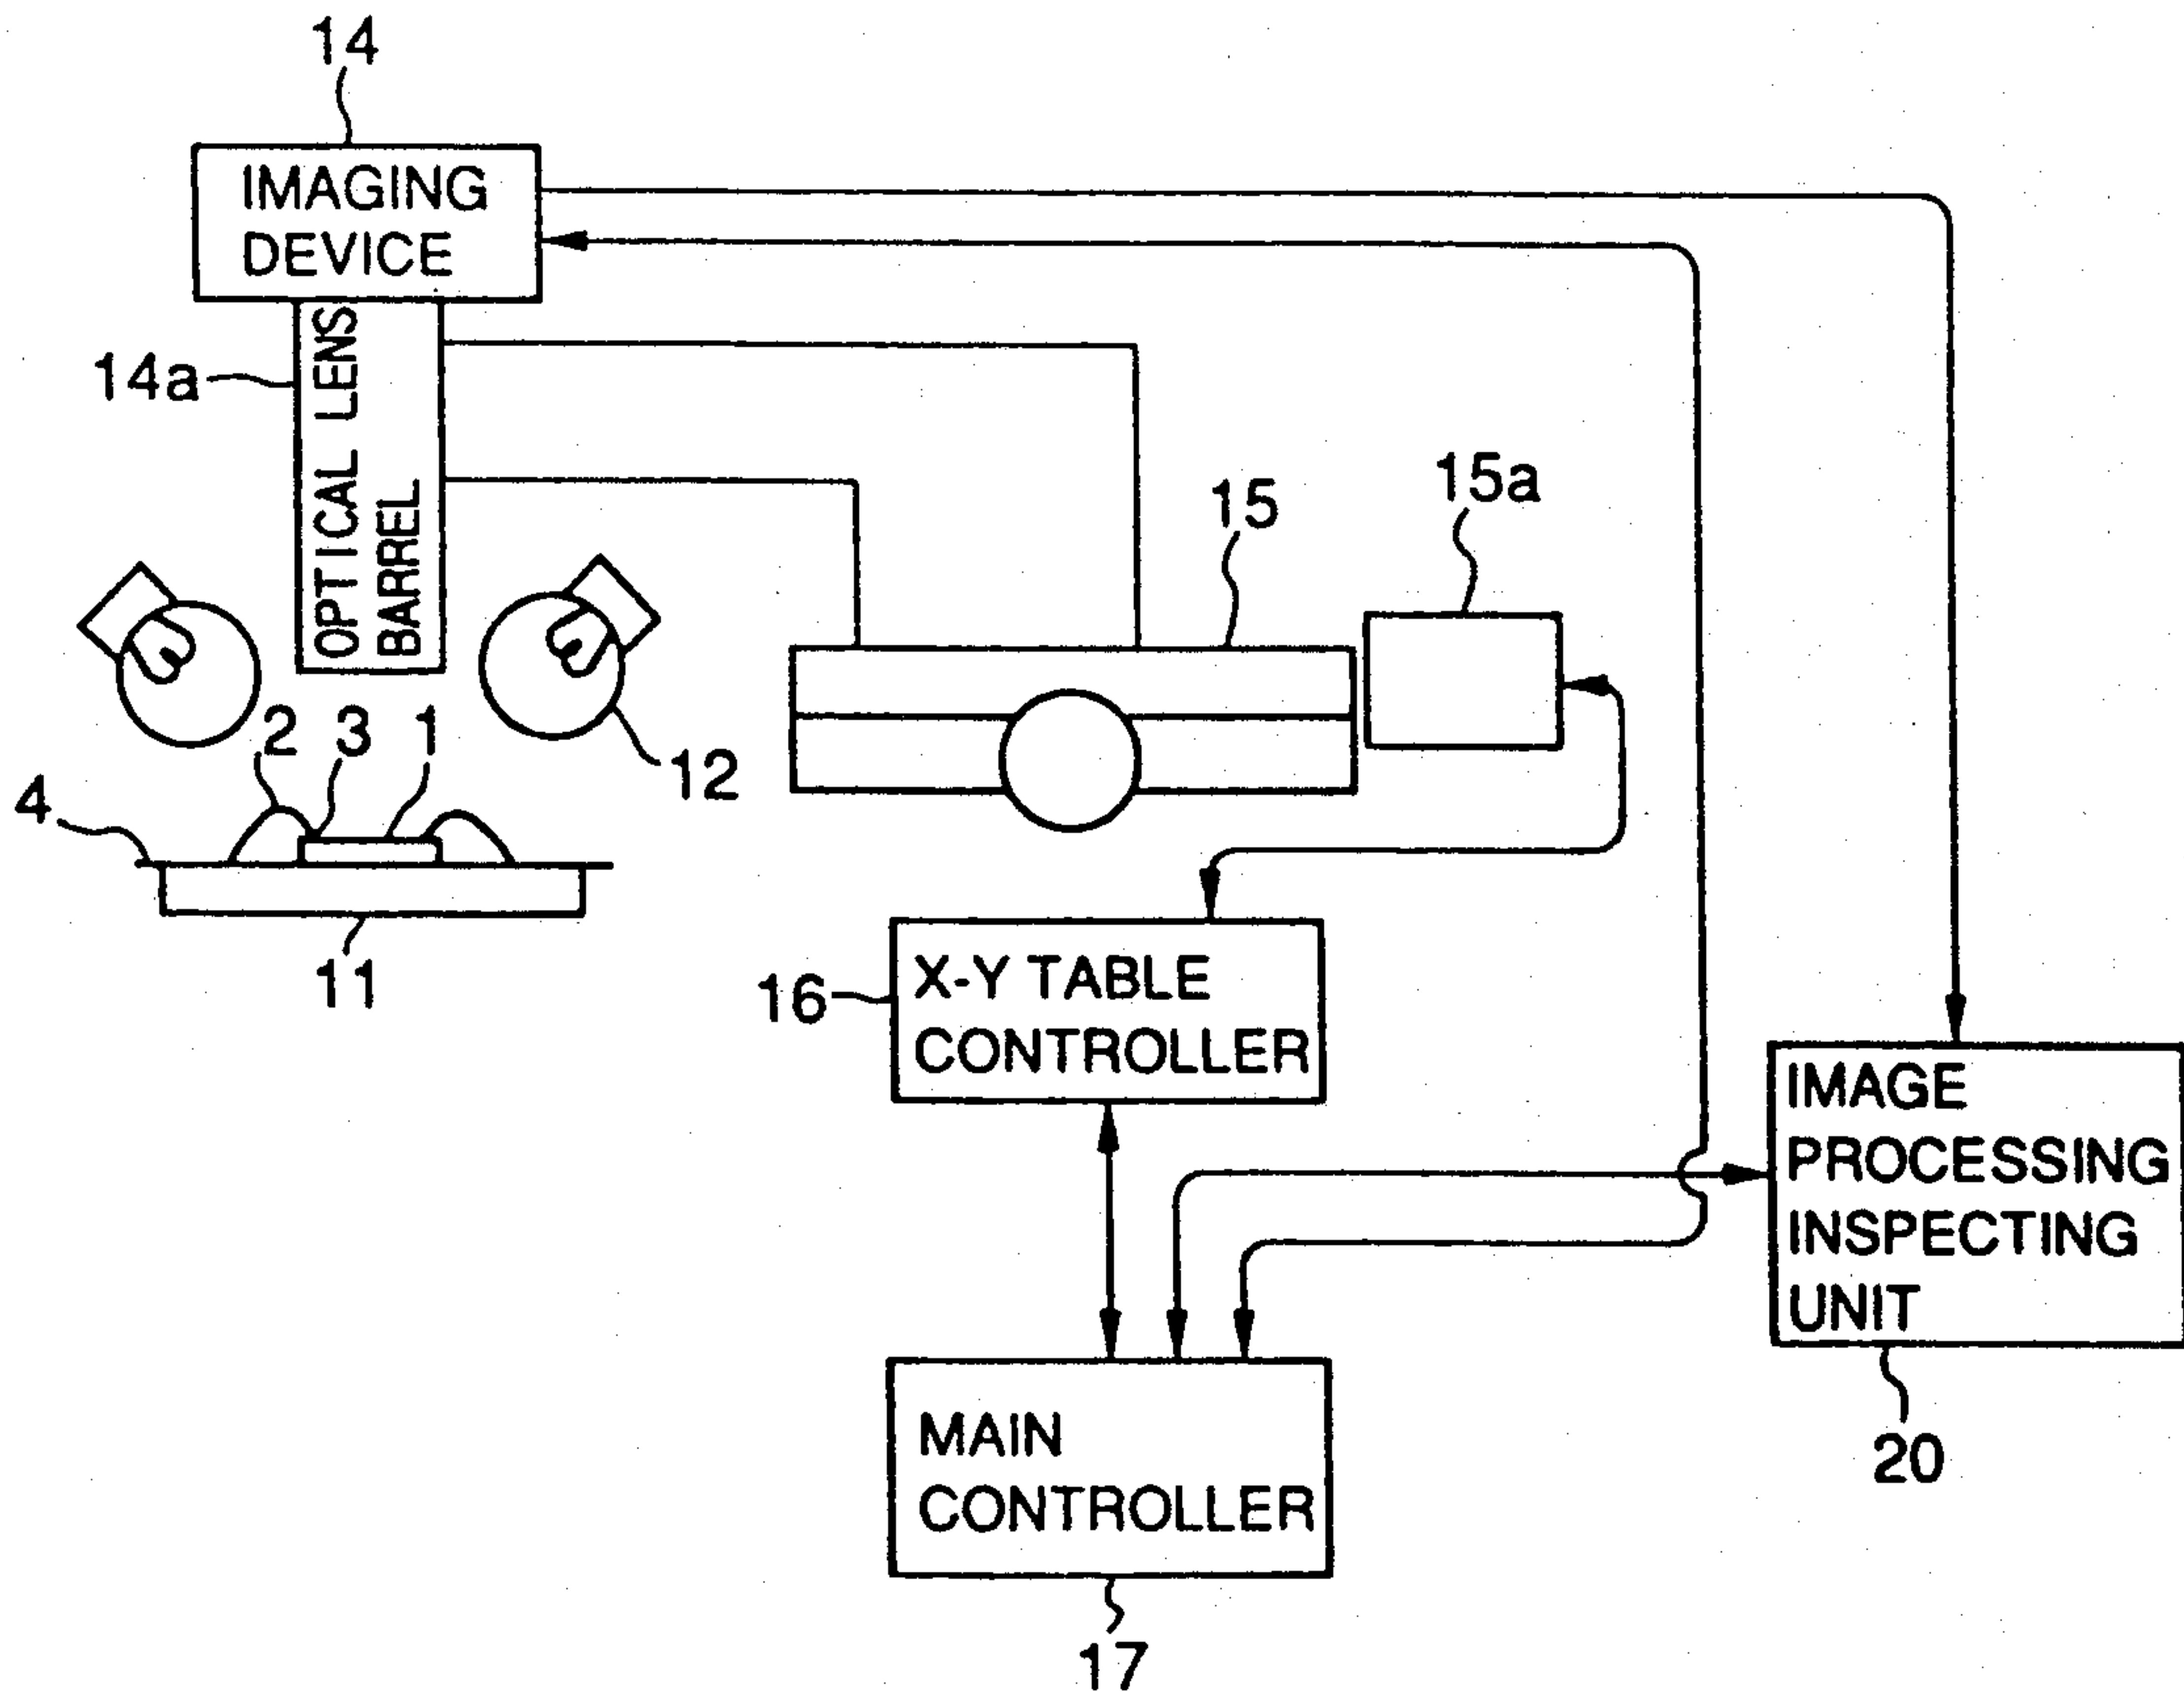 14
IMAGING
DEVICE
14a
OPTICAL LENS
BARREL
15
15a
2
3
1
12
4
11
16
X-Y TABLE
CONTROLLER
IMAGE
PROCESSING
INSPECTING
UNIT
20
MAIN
CONTROLLER
17